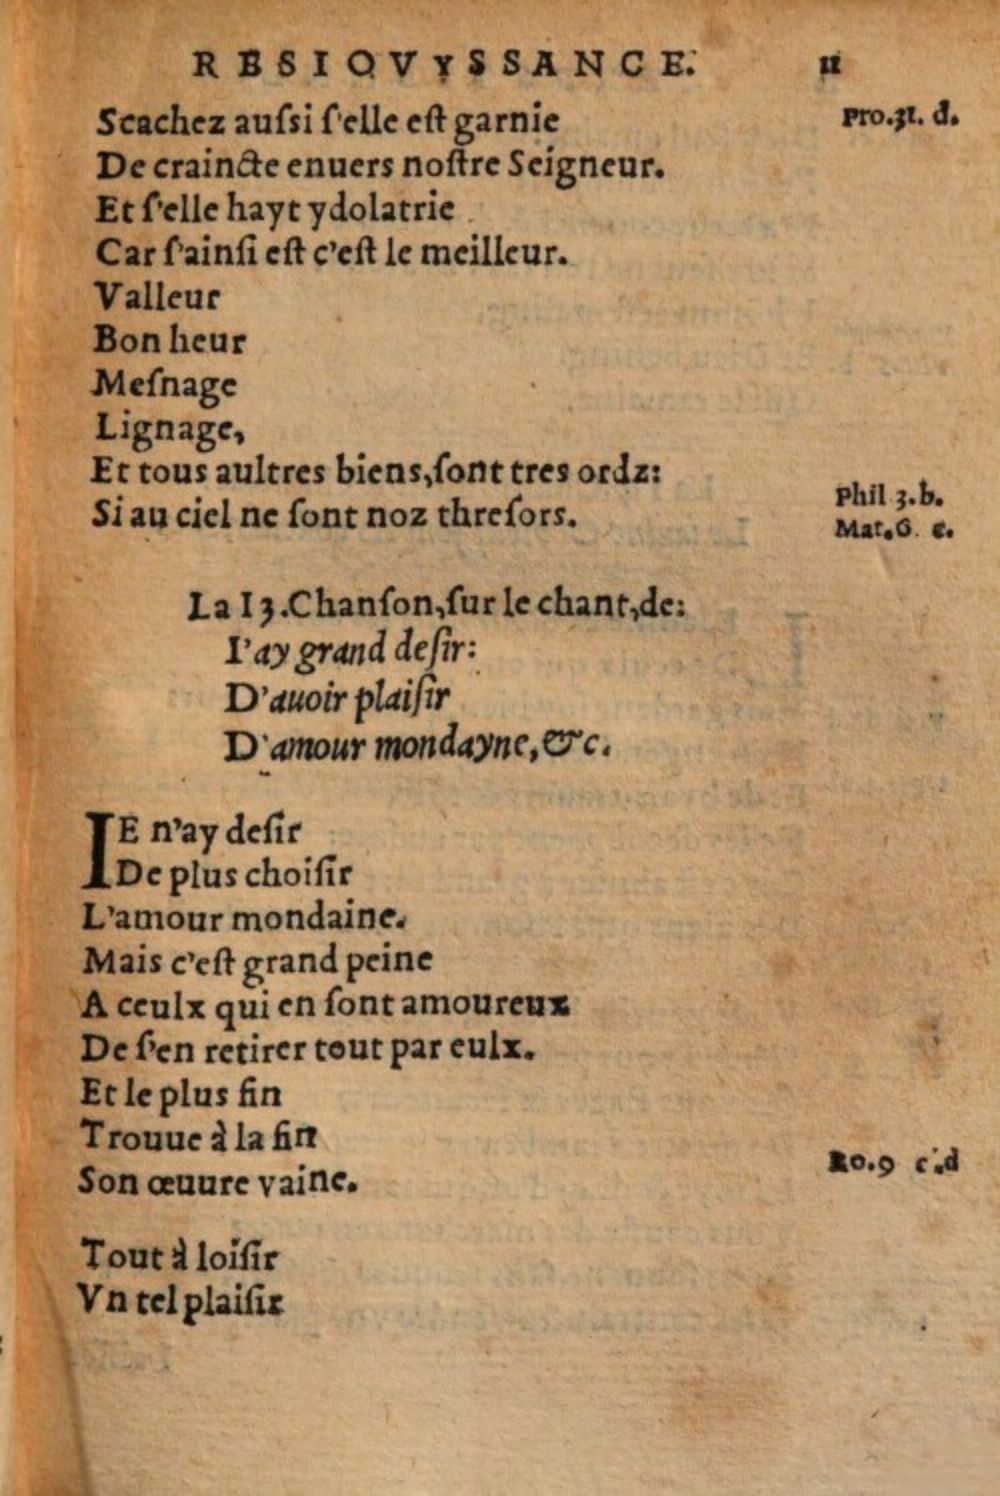 RESIOVYSSANCE. 11
Scachez auſsi ſ'elle eſt garnie Pro.31. d.
De craincte enuers noſtre Seigneur.
Et ſ'elle hayt ydolatrie
Car ſ'ainſi eſt c'eſt le meilleur.
Valleur
Bon heur
Meſnage
Lignage,
Et tous aultres biens, ſont tres ordz:
Si au ciel ne ſont noz threſors. Phil 3.b.
Mat.6. c.
La 13. Chanſon, ſur le chant, de:
I'ay grand deſir:
D'auoir plaiſir
D'amour mondayne, &c.
IE n'ay deſir
De plus choiſir
L'amour mondaine.
Mais c'eſt grand peine
A ceulx qui en ſont amoureux
De ſ'en retirer tout par eulx.
Et le plus fin
Trouue à la fin
Son œuure vaine. Ro.9 c.d
Tout à loiſir
Vn tel plaiſir